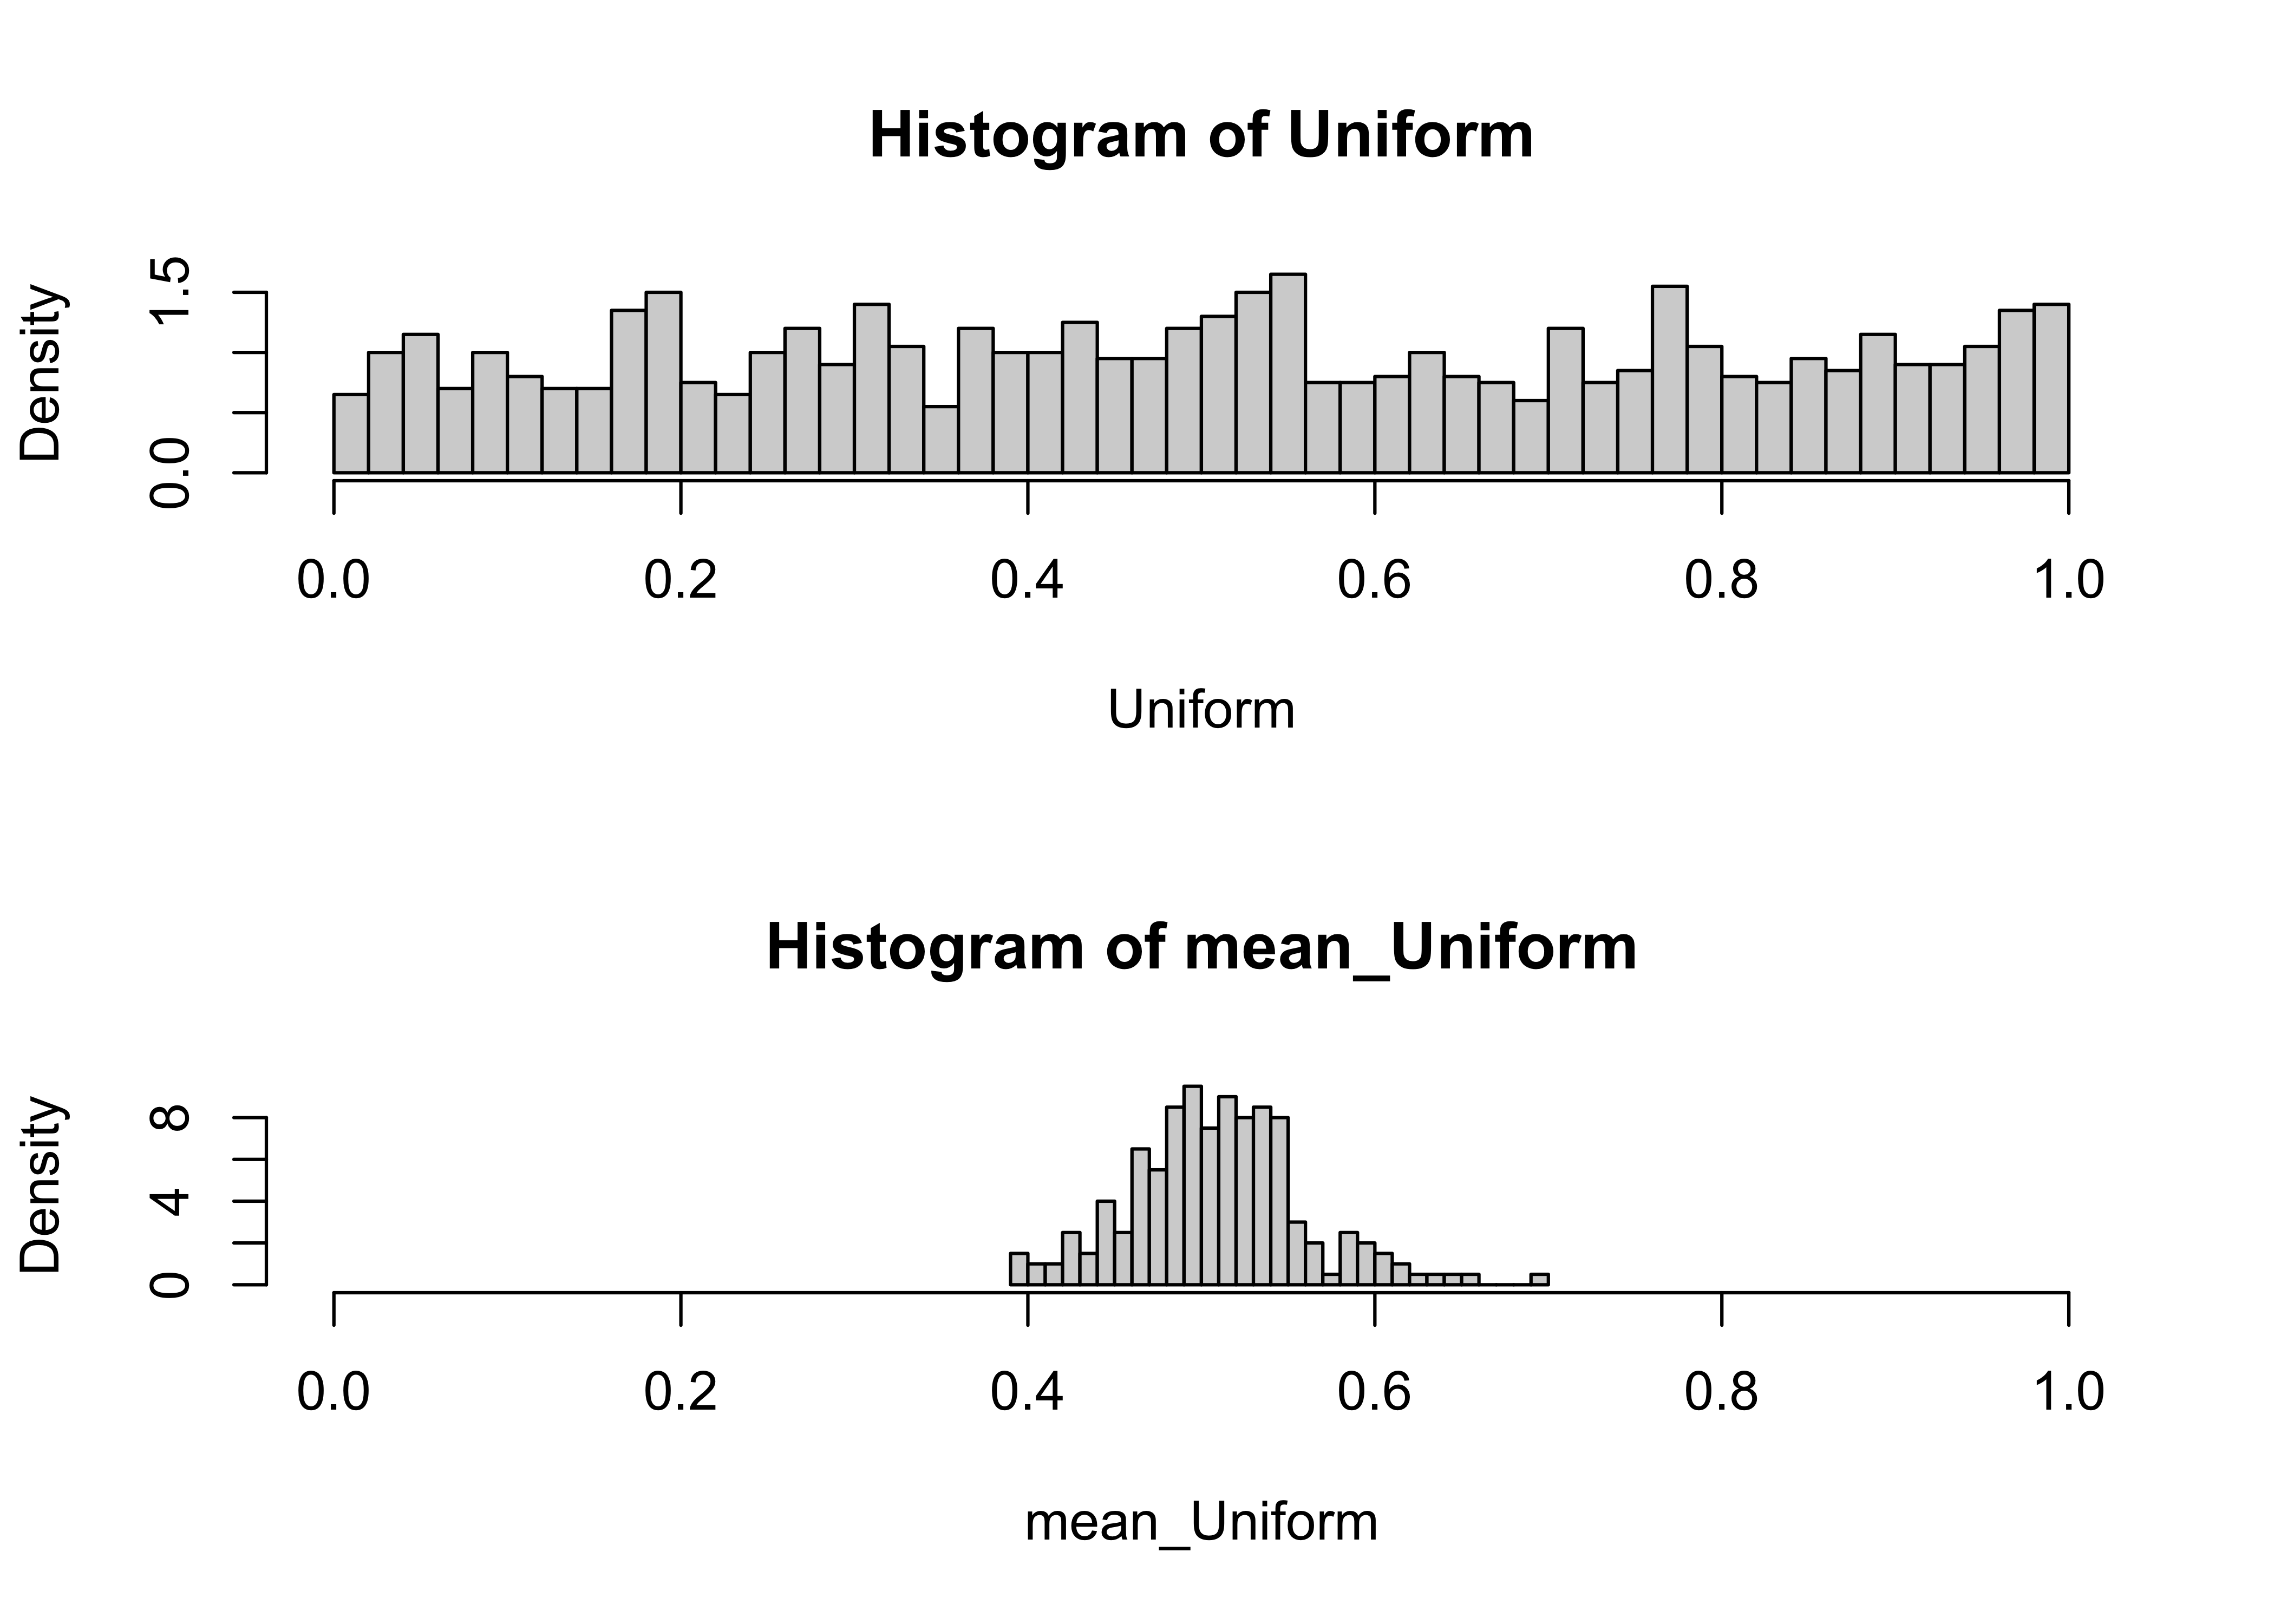 Histogram of Uniform
Density
1.5
0.0
0.0 0.2 0.4 0.6 0.8 1.0
Uniform
Histogram of mean_Uniform
Density
8
4
0
0.0 0.2 0.4 0.6 0.8 1.0
mean_Uniform